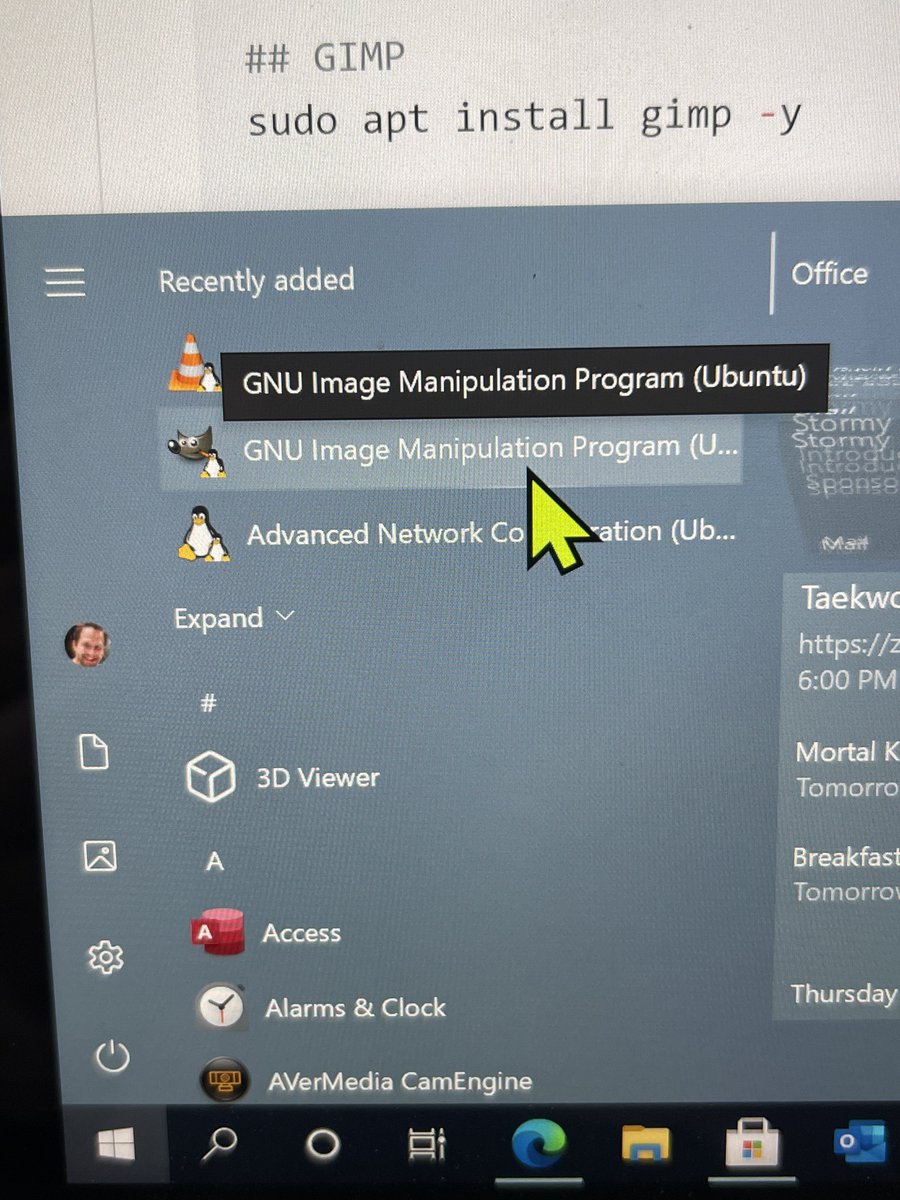 ## GIMP
sudo apt install gimp -y
Recently added
Office
GNU Image Manipulation Program (Ubuntu)
GNU Image Manipulation Program (U...
Stormy
Stormy
Introdu
Introdu
Sponso
Advanced Network Co ration (Ub...
Mail
Expand
Taekwo
https://z
6:00 PM
#
3D Viewer
Mortal K
Tomorro
A
Breakfast
Tomorrow
A
Access
Thursday
Alarms & Clock
AVerMedia CamEngine